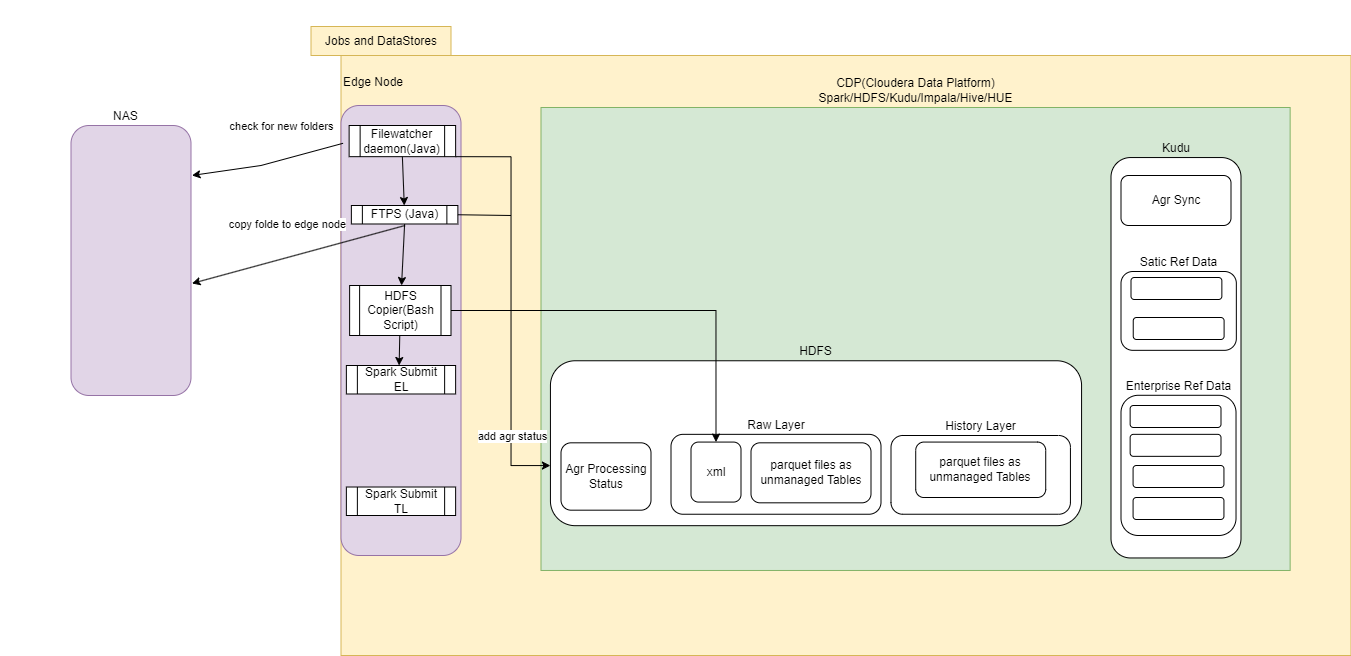 Jobs and DataStores
Edge Node
CDP(Cloudera Data Platform)
Spark/HDFS/Kudu/Impala/Hive/HUE
NAS
check for new folders
Filewatcher
daemon(Java)
Kudu
Agr Sync
FTPS (Java)
copy folde to edge node
Satic Ref Data
HDFS
Copier(Bash
Script)
HDFS
Spark Submit
EL
Enterprise Ref Data
Raw Layer
History Layer
add agr status
Agr Processing
Status
xml
parquet files as
unmanaged Tables
parquet files as
unmanaged Tables
Spark Submit
TL